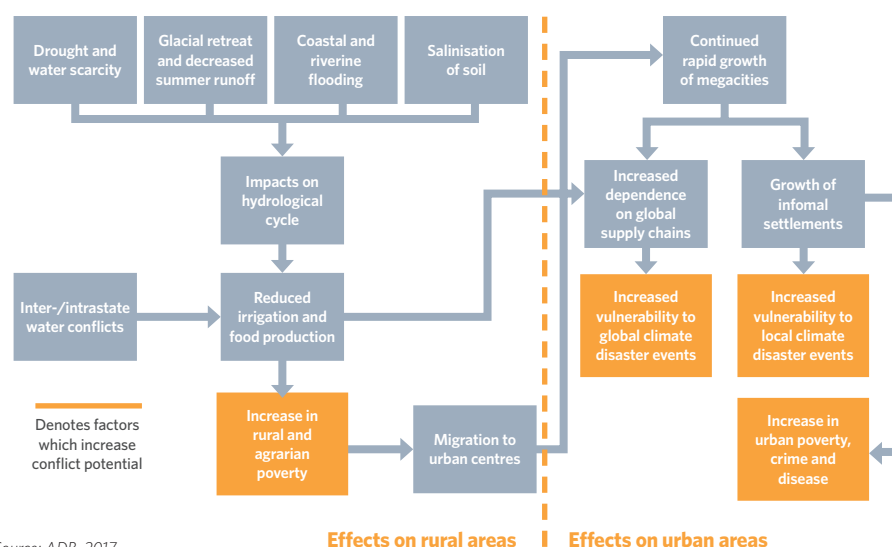 Drought and
water scarcity
Glacial retreat
and decreased
summer runoff
Coastal and
riverine
flooding
Salinisation
of soil
Continued
rapid growth
of megacities
Impacts on
hydrological
cycle
Increased
dependence
on global
supply chains
Growth of
infomal
settlements
Inter-/intrastate
water conflicts
Reduced
irrigation and
food production
Increased
vulnerability to
global climate
disaster events
Increased
vulnerability to
local climate
disaster events
Denotes factors
which increase
conflict potential
Increase in
rural and
agrarian
poverty
Migration to
urban centres
Increase in
urban poverty,
crime and
disease
Effects on rural areas
Effects on urban areas
Source: ADB, 2017